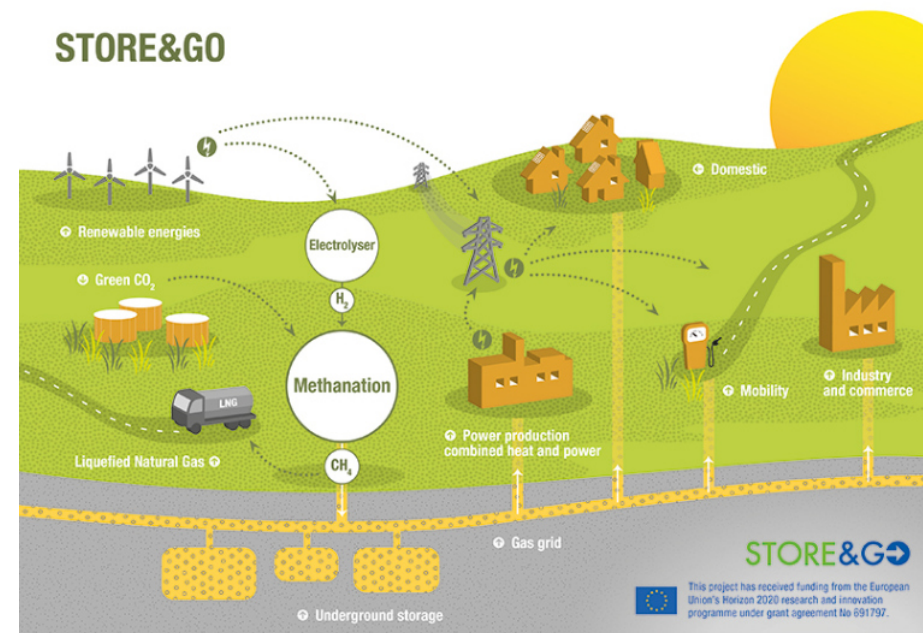 STORE&GO
Renewable energies
Electrolyser
Domestic
Green CO₂
H₂
Methanation
LNG
Liquefied Natural Gas
CH₄
Power production
combined heat and power
Mobility
Industry
and commerce
Gas grid
Underground storage
STORE&GO
This project has received funding from the European
Union's Horizon 2020 research and innovation
programme under grant agreement No 691797.